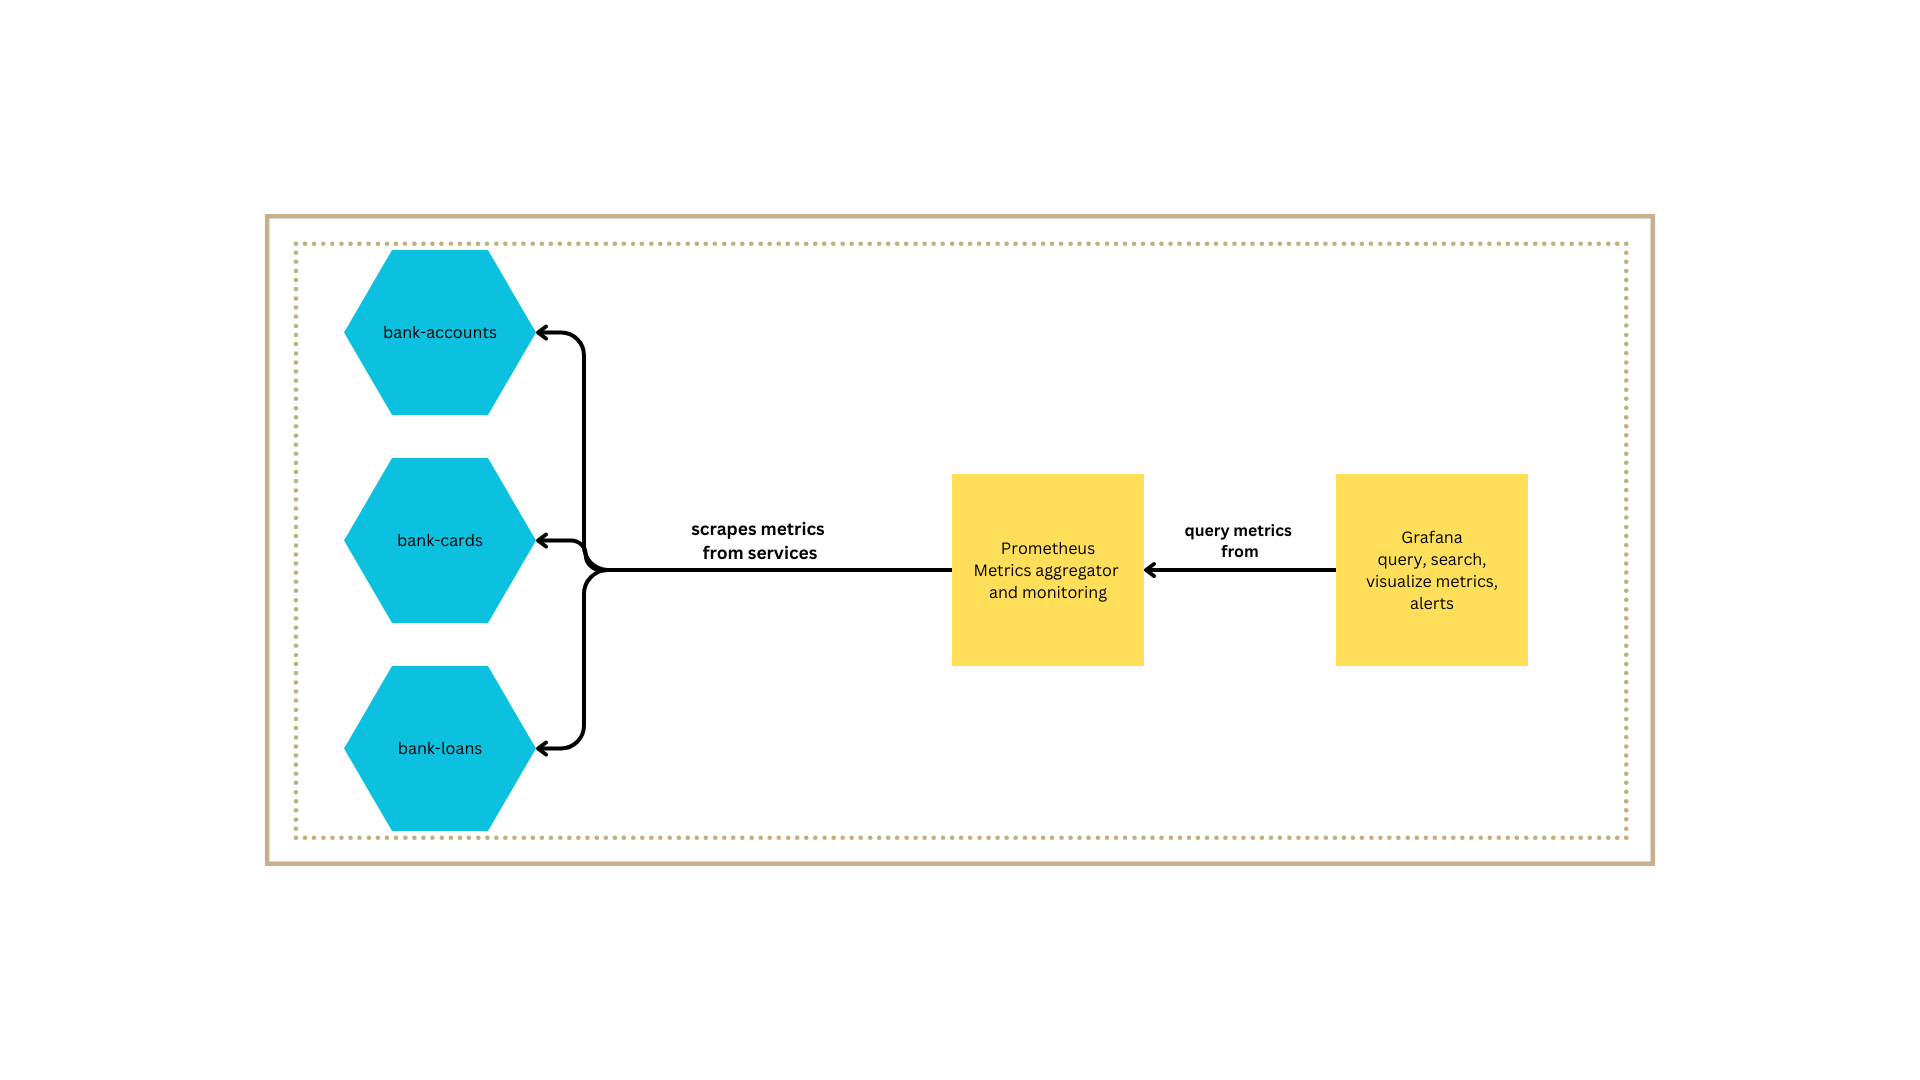 bank-accounts
bank-cards
bank-loans
scrapes metrics
from services
Prometheus
Metrics aggregator
and monitoring
query metrics
from
Grafana
query, search,
visualize metrics,
alerts